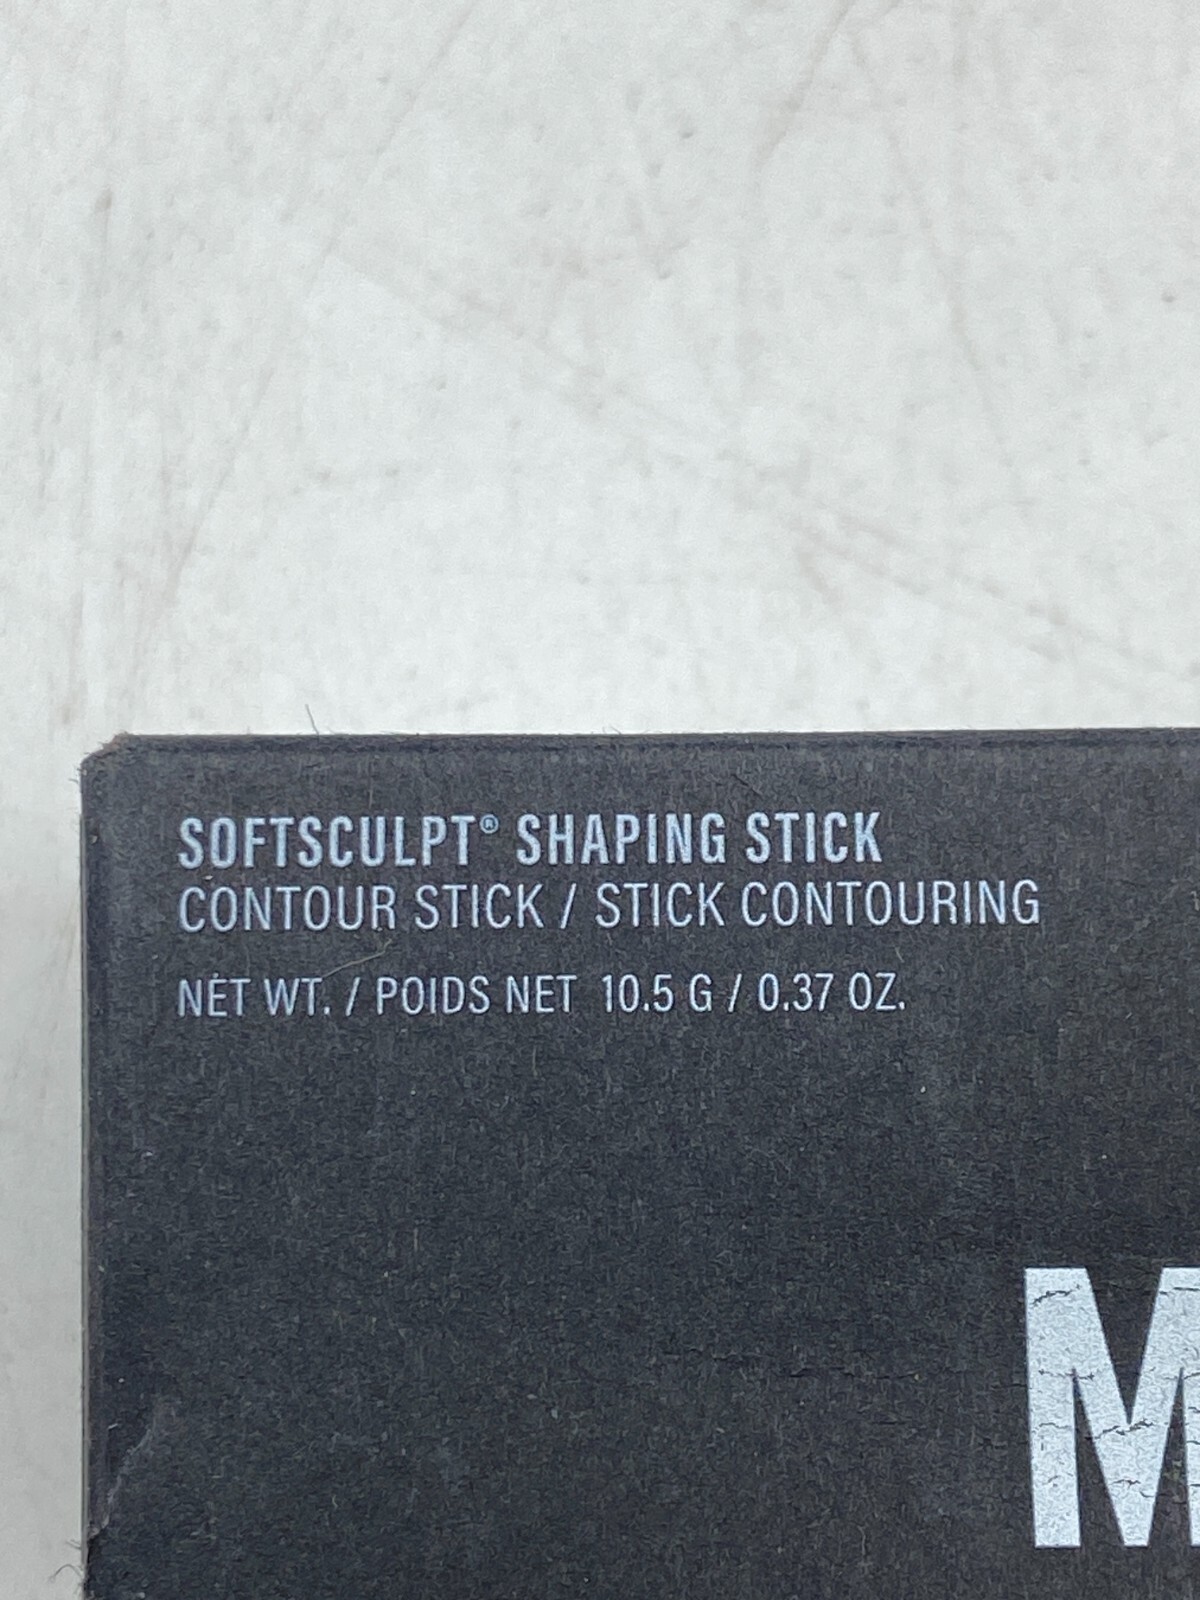 SOFTSCULPT® SHAPING STICK
CONTOUR STICK / STICK CONTOURING
NET WT. / POIDS NET 10.5 G / 0.37 OZ.
M